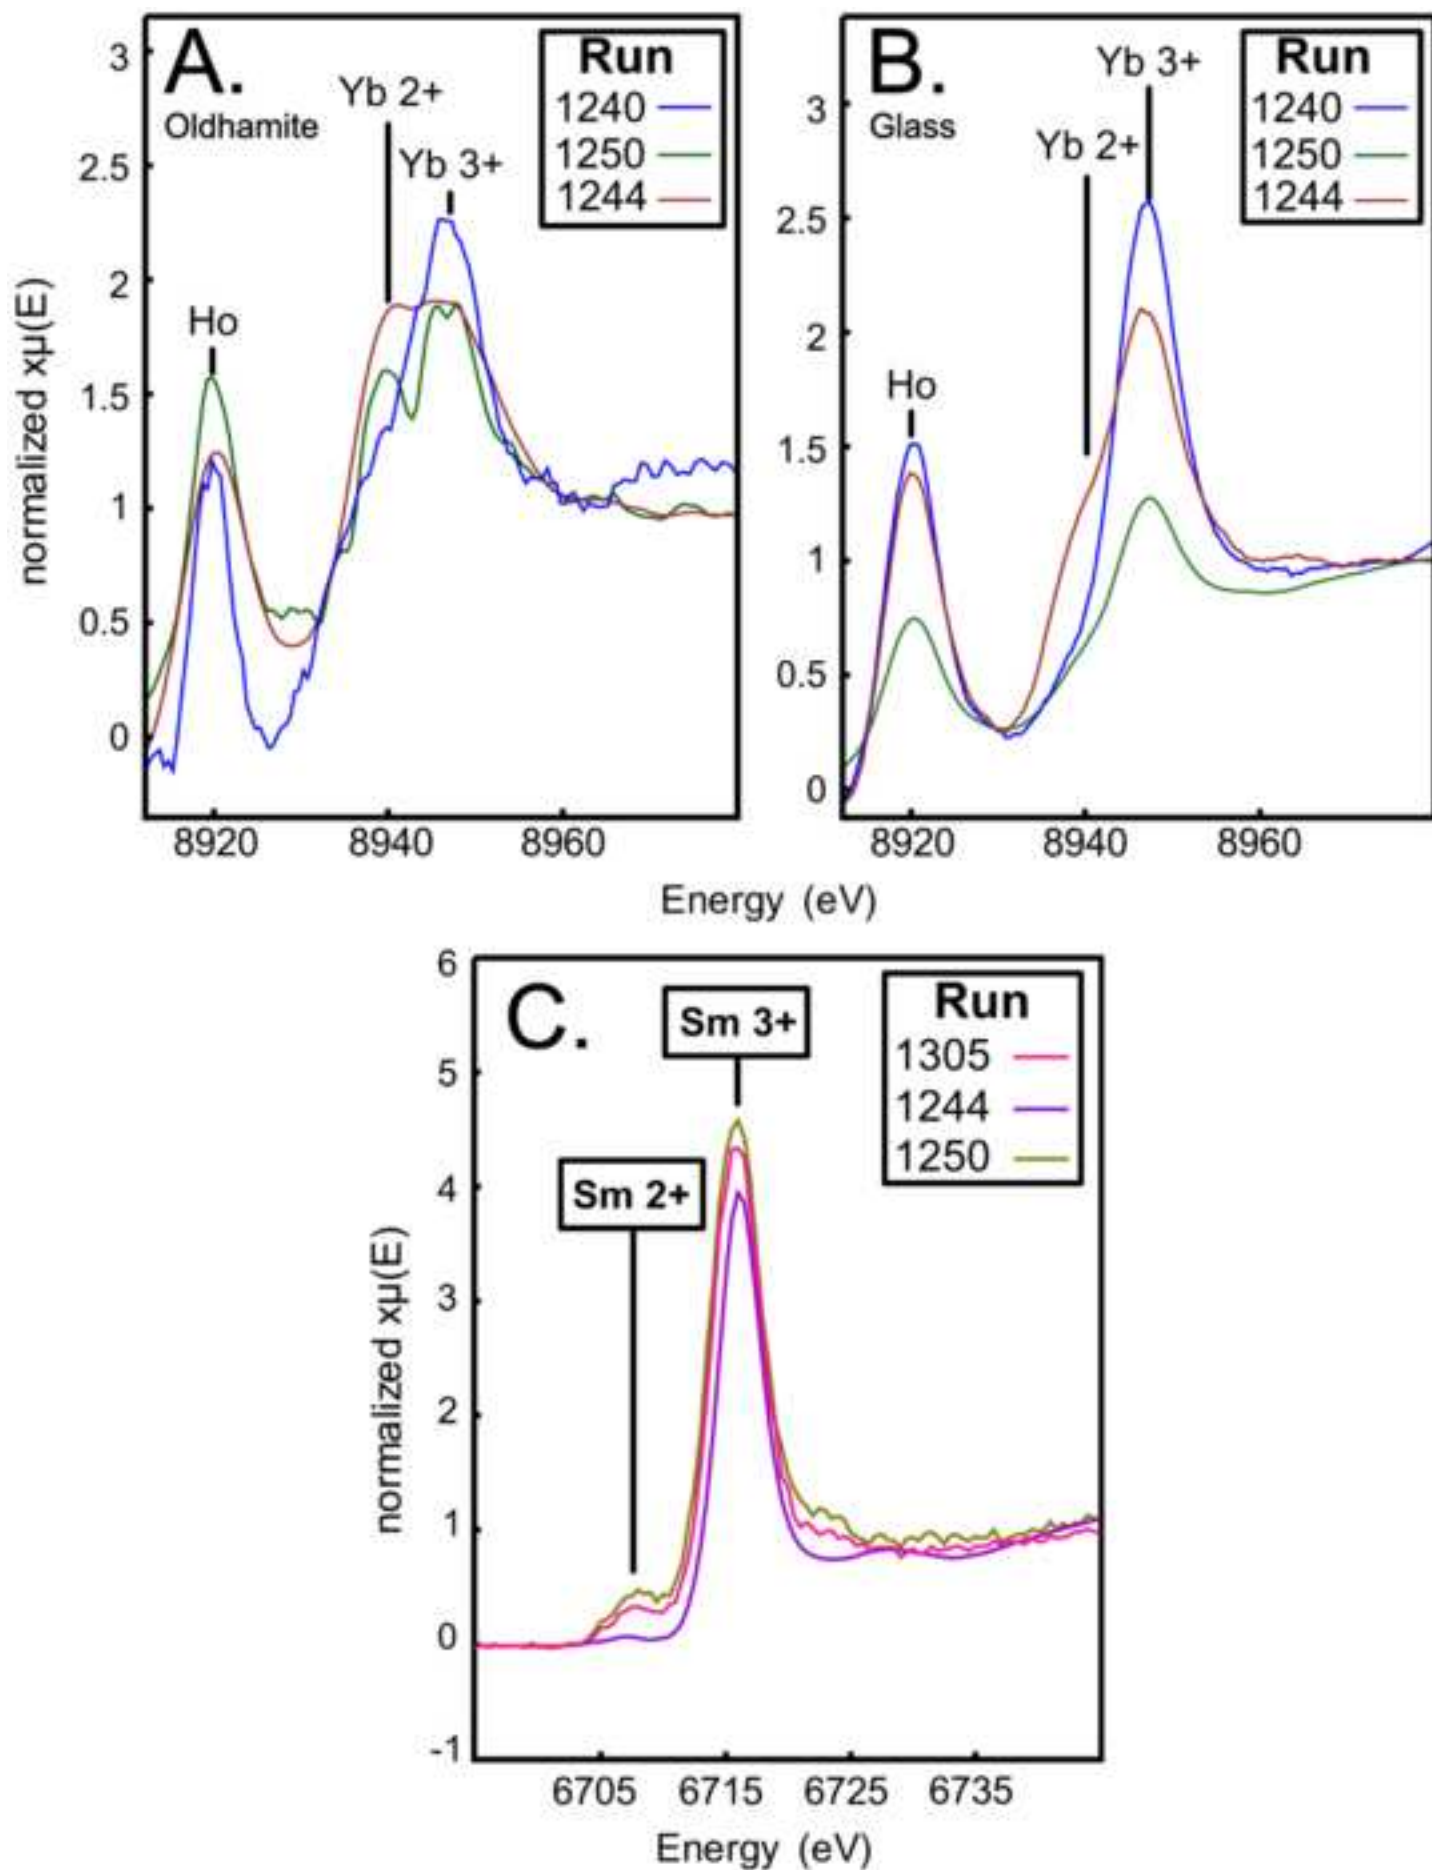 A.
Oldhamite
Run
1240
1250
1244
Yb 2+
Yb 3+
Ho
3
2.5
2
1.5
1
0.5
0
8920 8940 8960
B.
Glass
Run
1240
1250
1244
Yb 3+
Yb 2+
Ho
3
2.5
2
1.5
1
0.5
0
8920 8940 8960
normalized xμ(E)
Energy (eV)
C.
Run
1305
1244
1250
Sm 3+
Sm 2+
6
5
4
3
2
1
0
-1
6705 6715 6725 6735
normalized xμ(E)
Energy (eV)